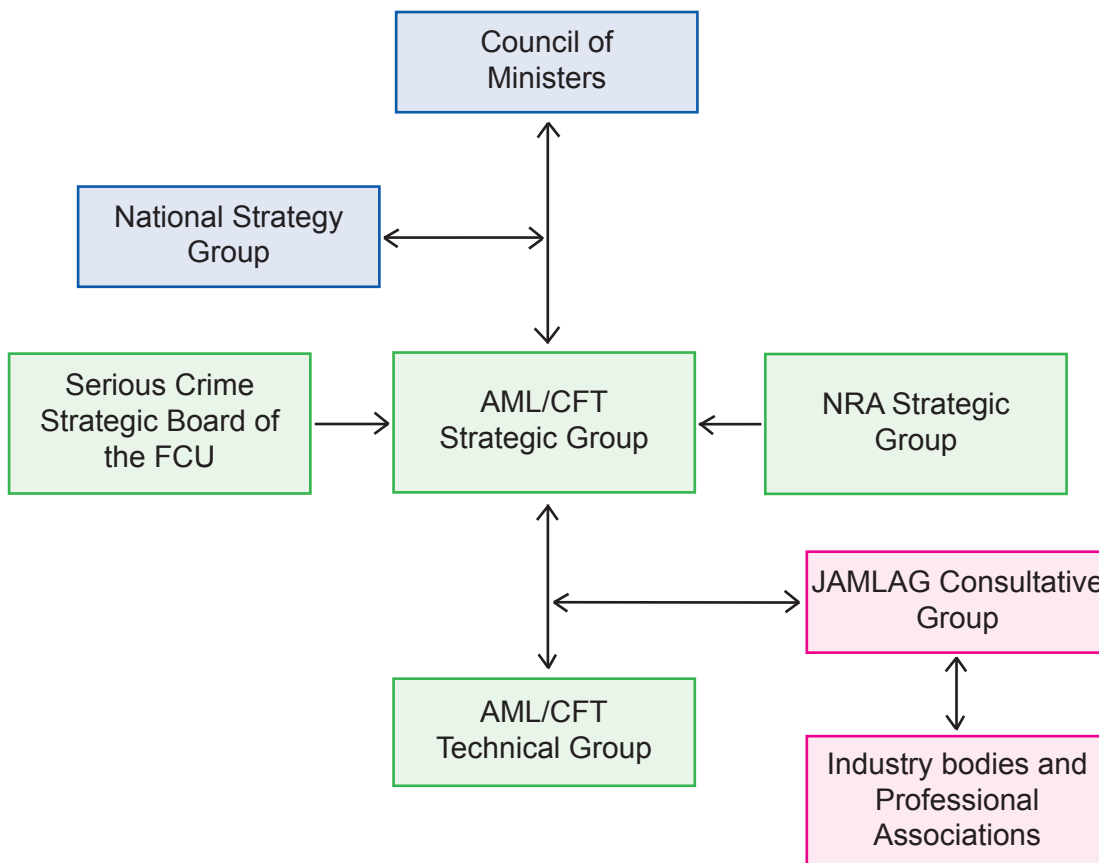 Council of
Ministers
National Strategy
Group
Serious Crime
Strategic Board of
the FCU
AML/CFT
Strategic Group
NRA Strategic
Group
JAMLAG Consultative
Group
AML/CFT
Technical Group
Industry bodies and
Professional
Associations